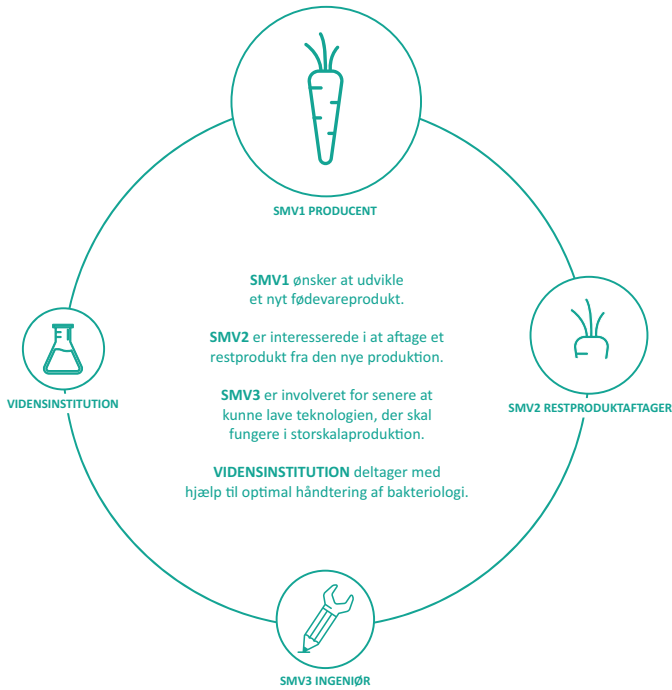 SMV1 PRODUCENT
SMV1 ønsker at udvikle
et nyt fødevareprodukt.
SMV2 er interesserede i at aftage et
restprodukt fra den nye produktion.
SMV3 er involveret for senere at
kunne lave teknologien, der skal
fungere i storskalaproduktion.
VIDENSINSTITUTION deltager med
hjælp til optimal håndtering af bakteriologi.
VIDENSINSTITUTION
SMV2 RESTPRODUKTAFTAGER
SMV3 INGENIØR